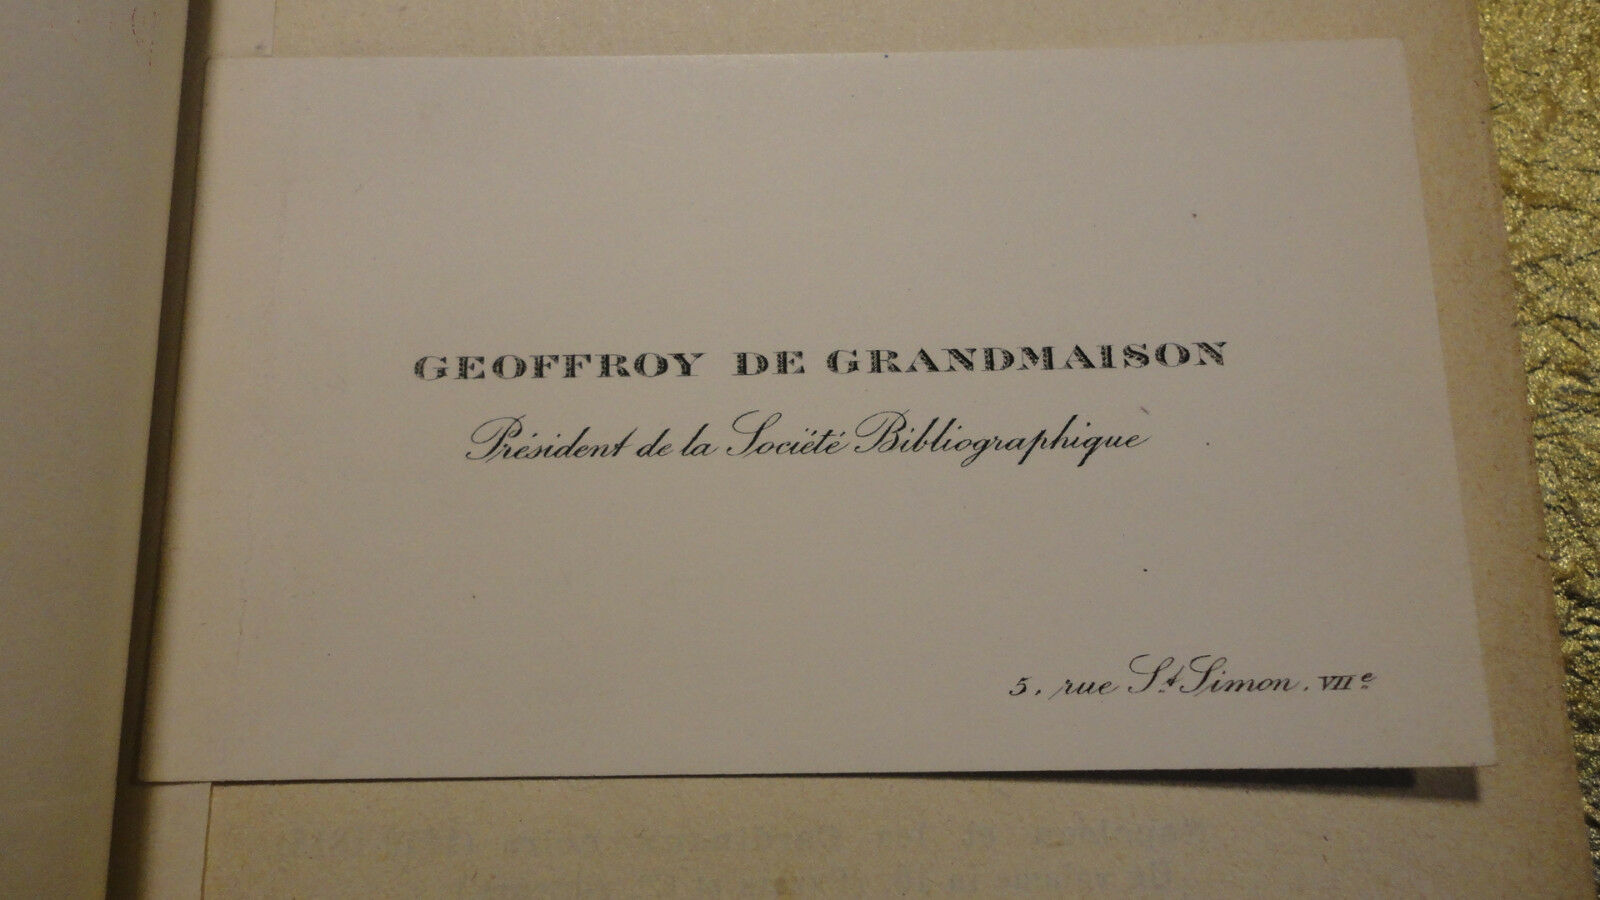 GEOFFROY DE GRANDMAISON
Président de la Société Bibliographique
5, rue St Simon. VIIe